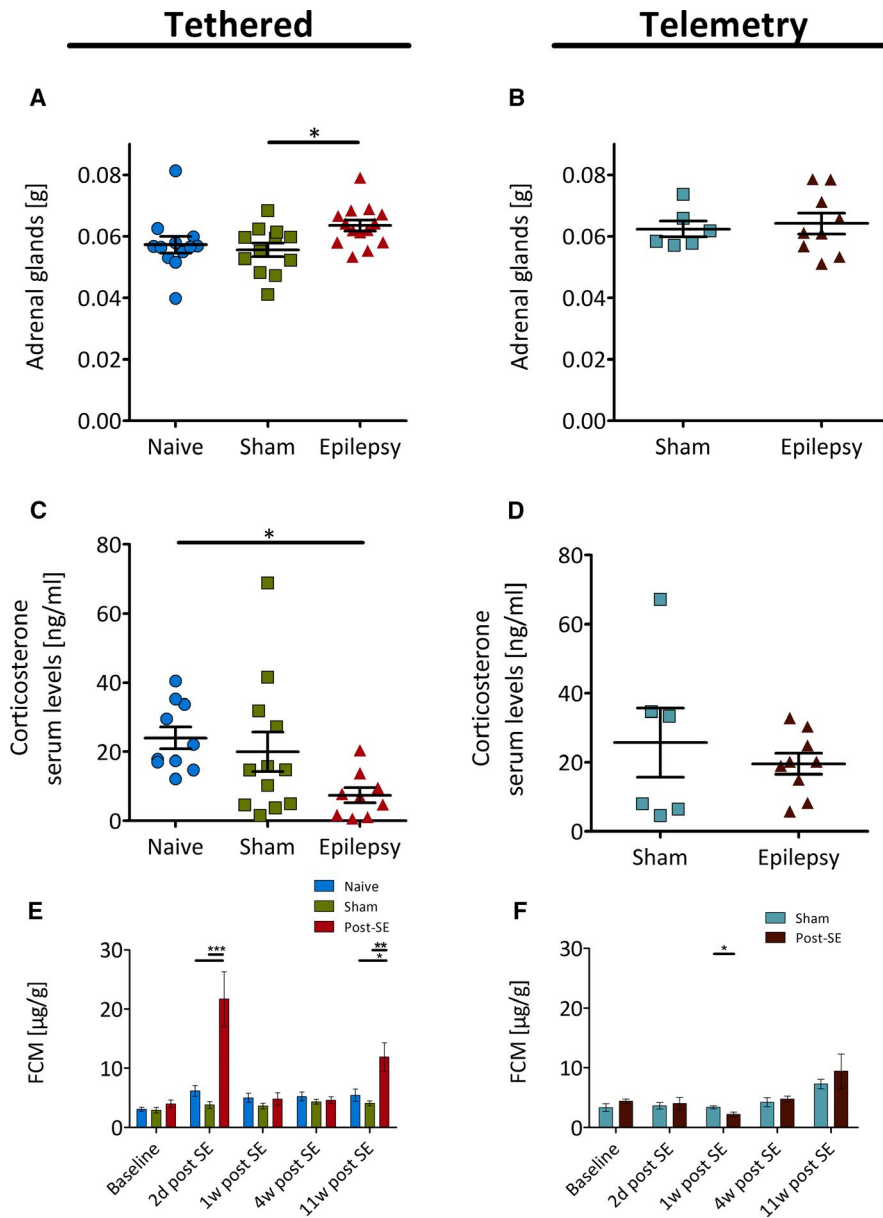 Tethered
Telemetry
A
Adrenal glands [g]
0.08
0.06
0.04
0.02
0.00
*
Naive Sham Epilepsy
B
Adrenal glands [g]
0.08
0.06
0.04
0.02
0.00
Sham Epilepsy
C
Corticosterone
serum levels [ng/ml]
80
60
40
20
0
*
Naive Sham Epilepsy
D
Corticosterone
serum levels [ng/ml]
80
60
40
20
0
Sham Epilepsy
E
Naive
Sham
Post-SE
FCM [µg/g]
30
20
10
0
***
**
*
Baseline
2d post SE
1w post SE
4w post SE
11w post SE
F
Sham
Post-SE
FCM [µg/g]
30
20
10
0
*
Baseline
2d post SE
1w post SE
4w post SE
11w post SE